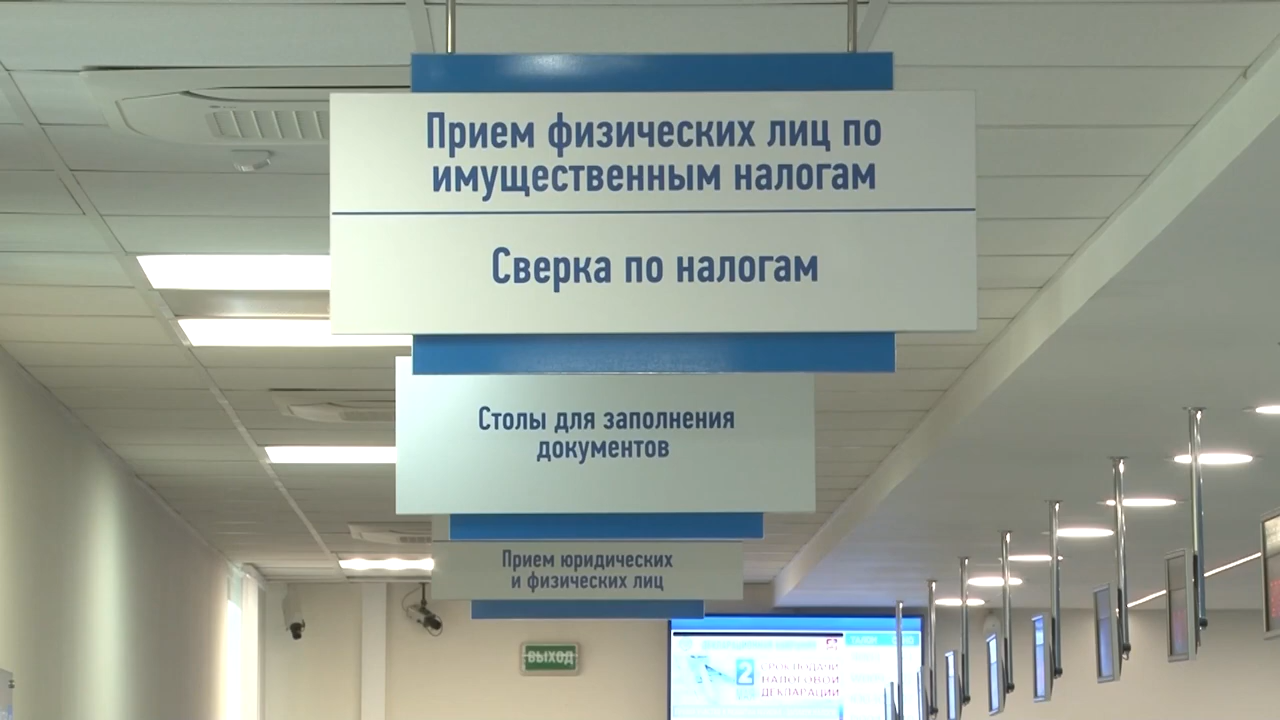 Прием физических лиц по
имущественным налогам
Сверка по налогам
Столы для заполнения
документов
Прием юридических
и физических лиц
ВЫХОД
2
СРОК ПОДАЧИ
НАЛОГОВОЙ
ДЕКЛАРАЦИИ